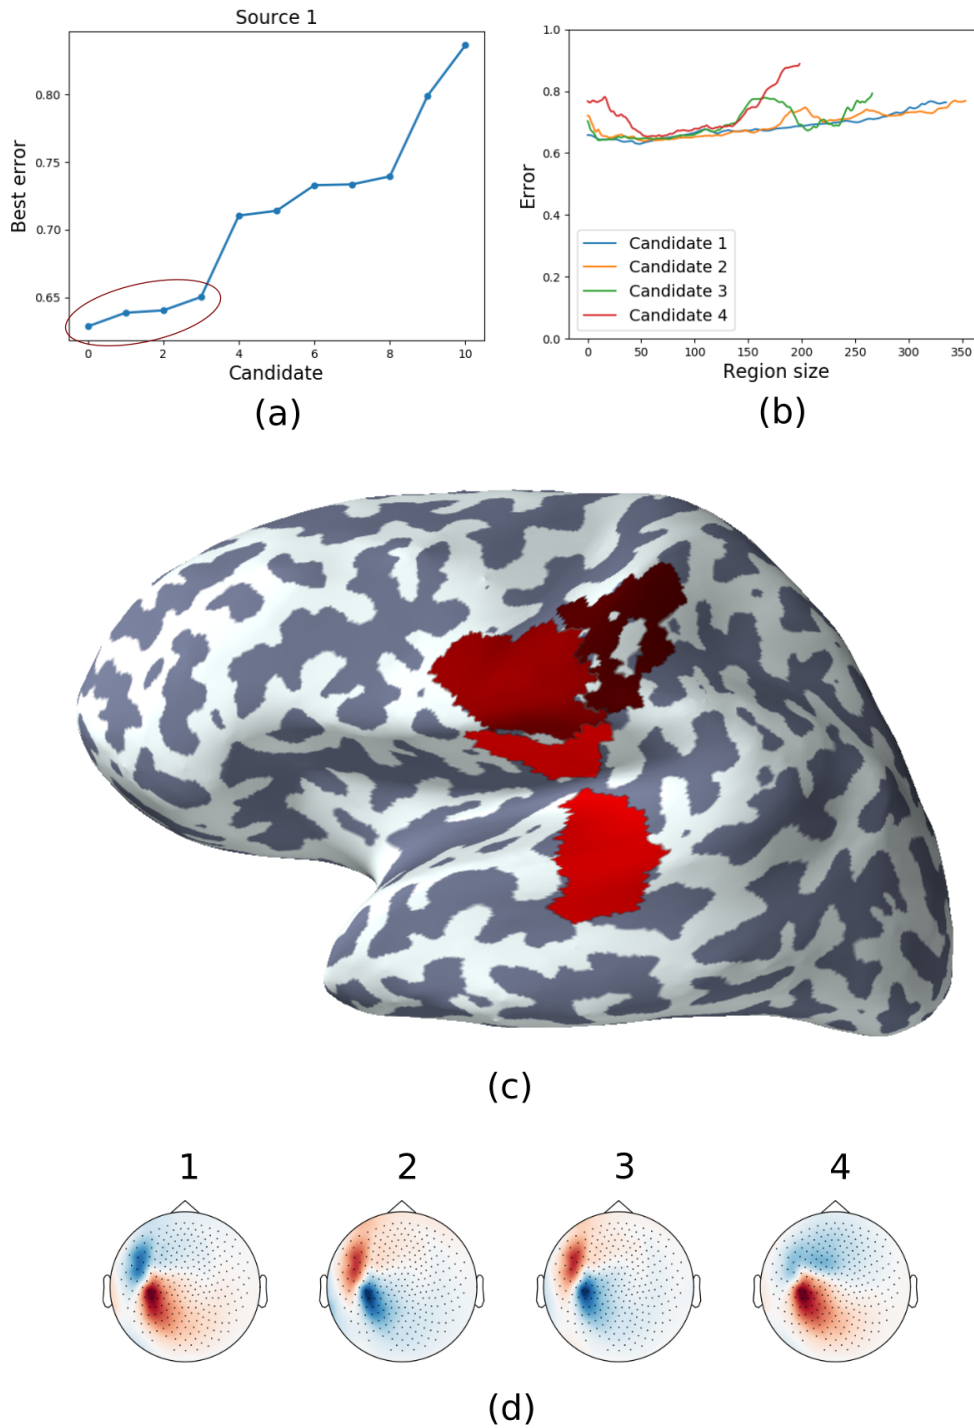 Source 1
Best error
0.80
0.75
0.70
0.65
0 2 4 6 8 10
Candidate
(a)
Error
1.0
0.8
0.6
0.4
0.2
0.0
Candidate 1
Candidate 2
Candidate 3
Candidate 4
0 50 100 150 200 250 300 350
Region size
(b)
(c)
1 2 3 4
(d)